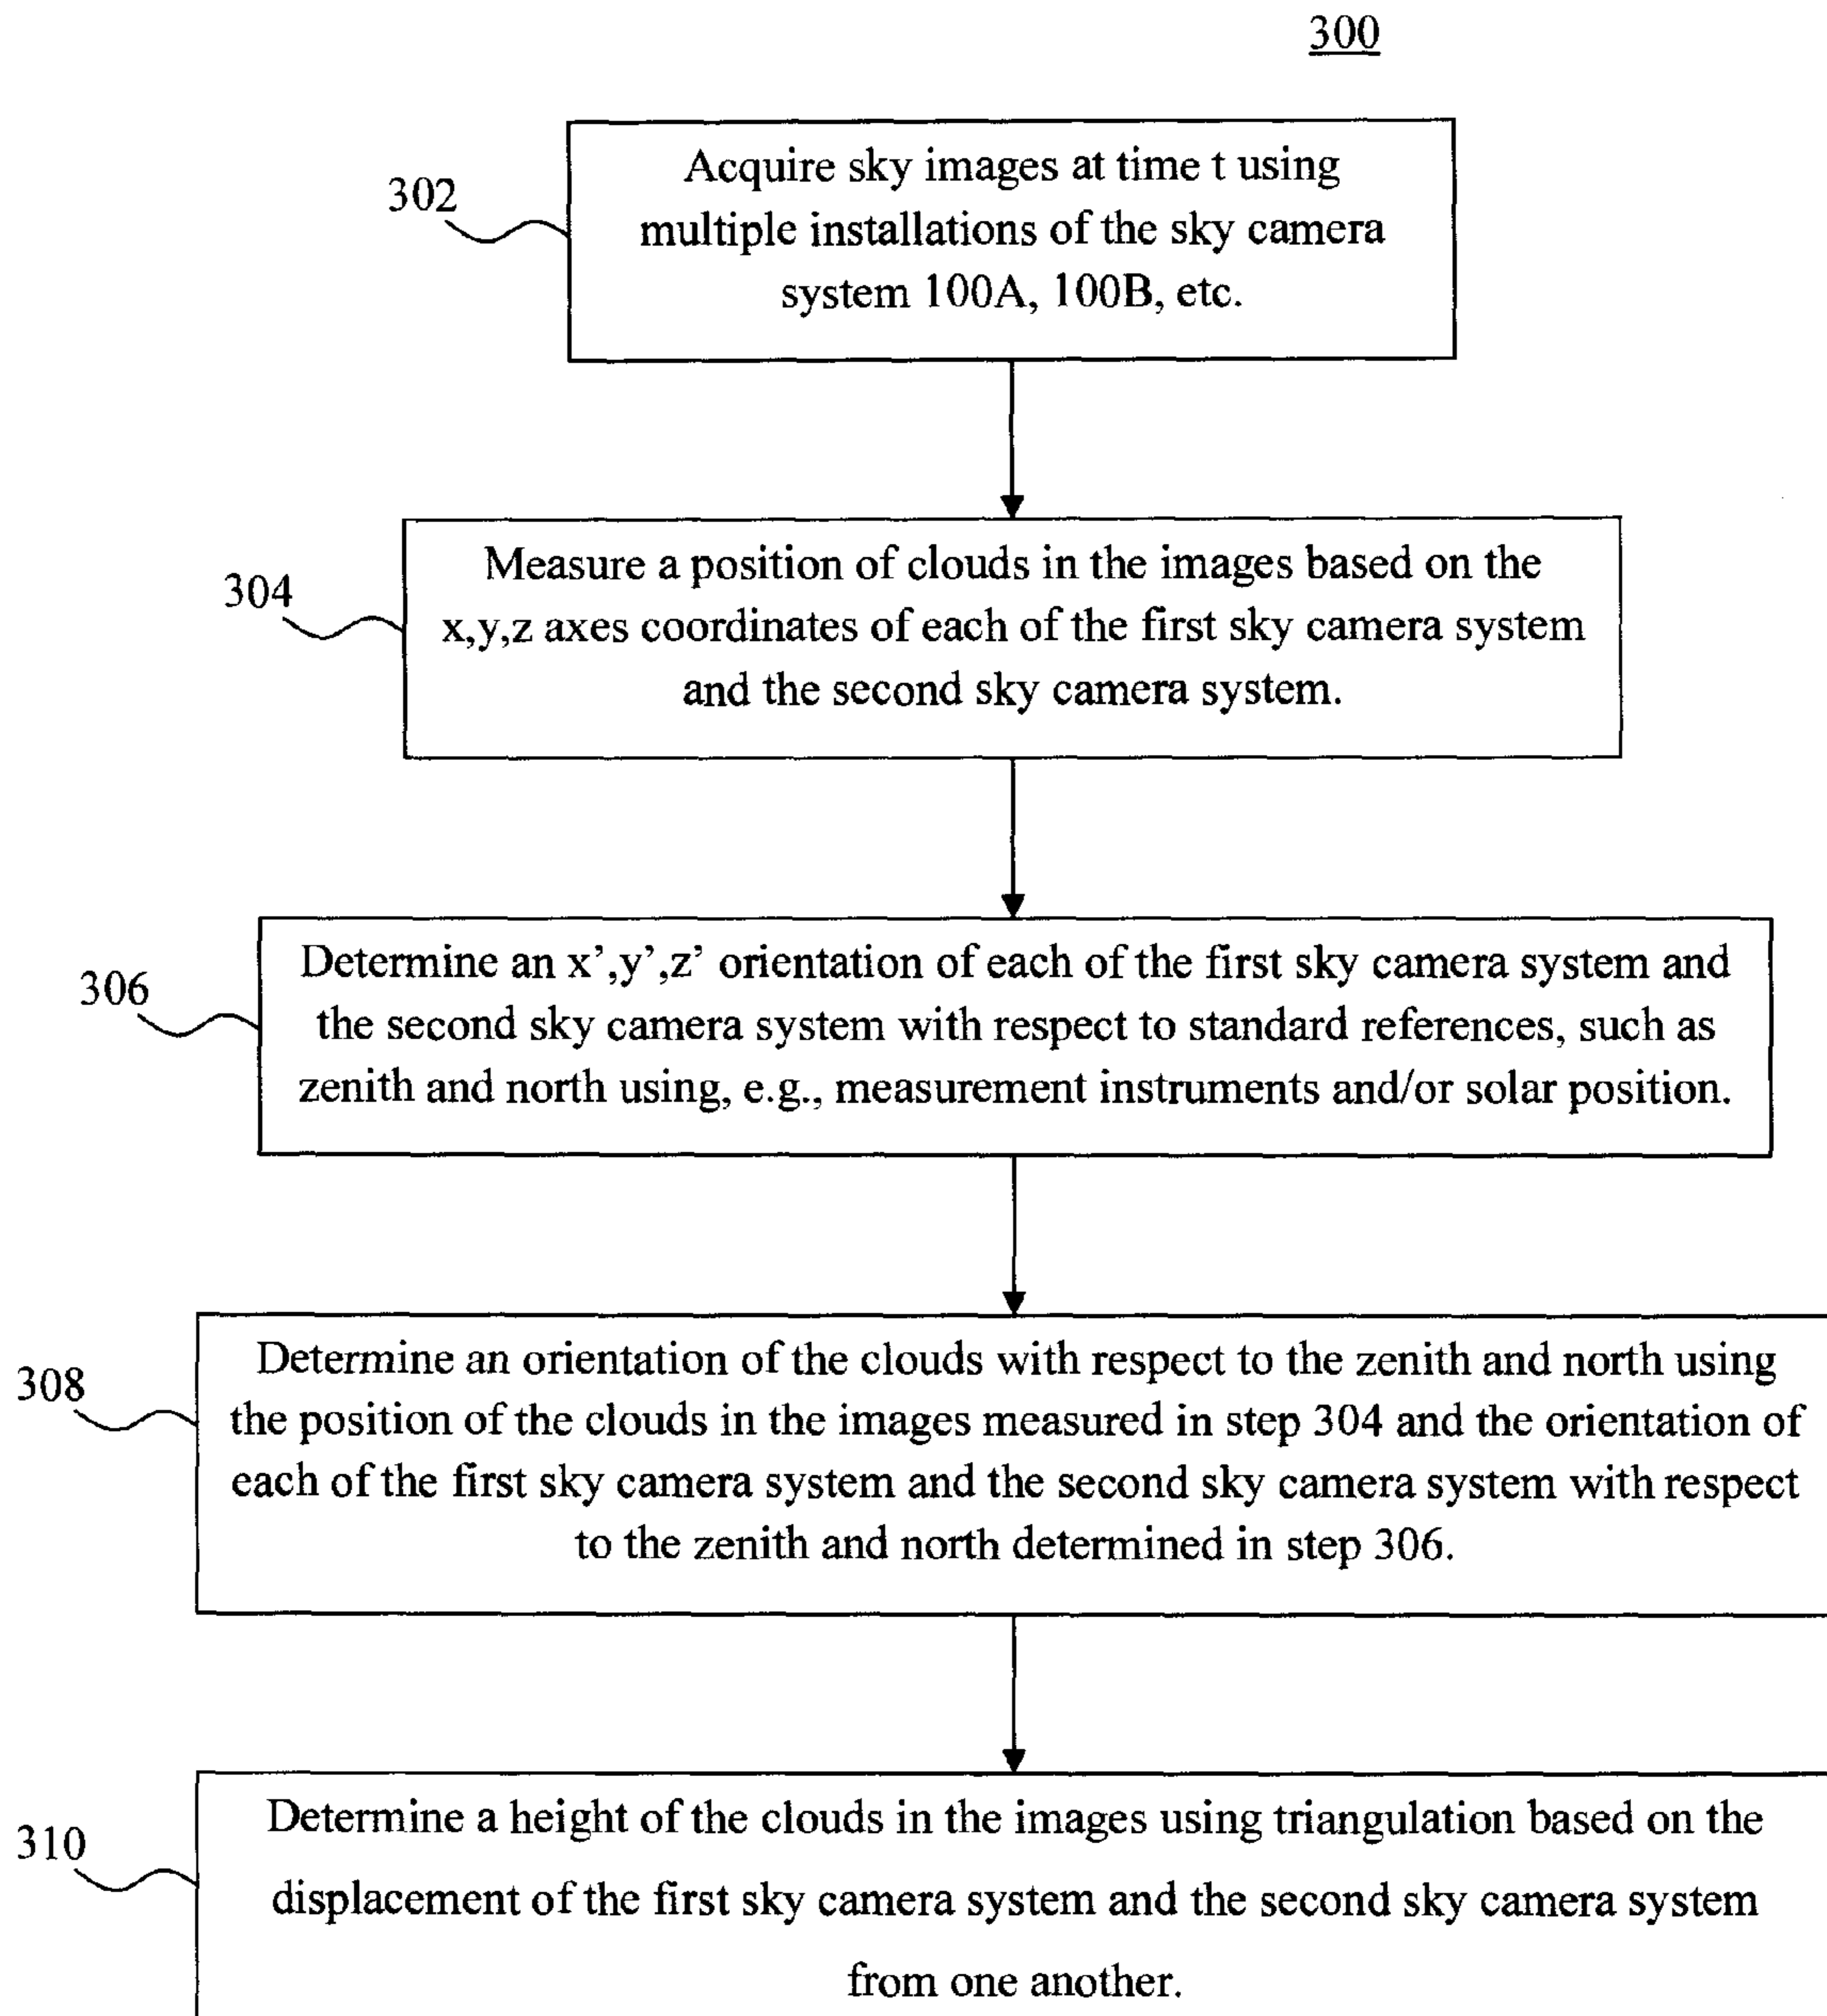 300
302
Acquire sky images at time t using
multiple installations of the sky camera
system 100A, 100B, etc.
304
Measure a position of clouds in the images based on the
x,y,z axes coordinates of each of the first sky camera system
and the second sky camera system.
306
Determine an x’,y’,z’ orientation of each of the first sky camera system and
the second sky camera system with respect to standard references, such as
zenith and north using, e.g., measurement instruments and/or solar position.
308
Determine an orientation of the clouds with respect to the zenith and north using
the position of the clouds in the images measured in step 304 and the orientation of
each of the first sky camera system and the second sky camera system with respect
to the zenith and north determined in step 306.
310
Determine a height of the clouds in the images using triangulation based on the
displacement of the first sky camera system and the second sky camera system
from one another.